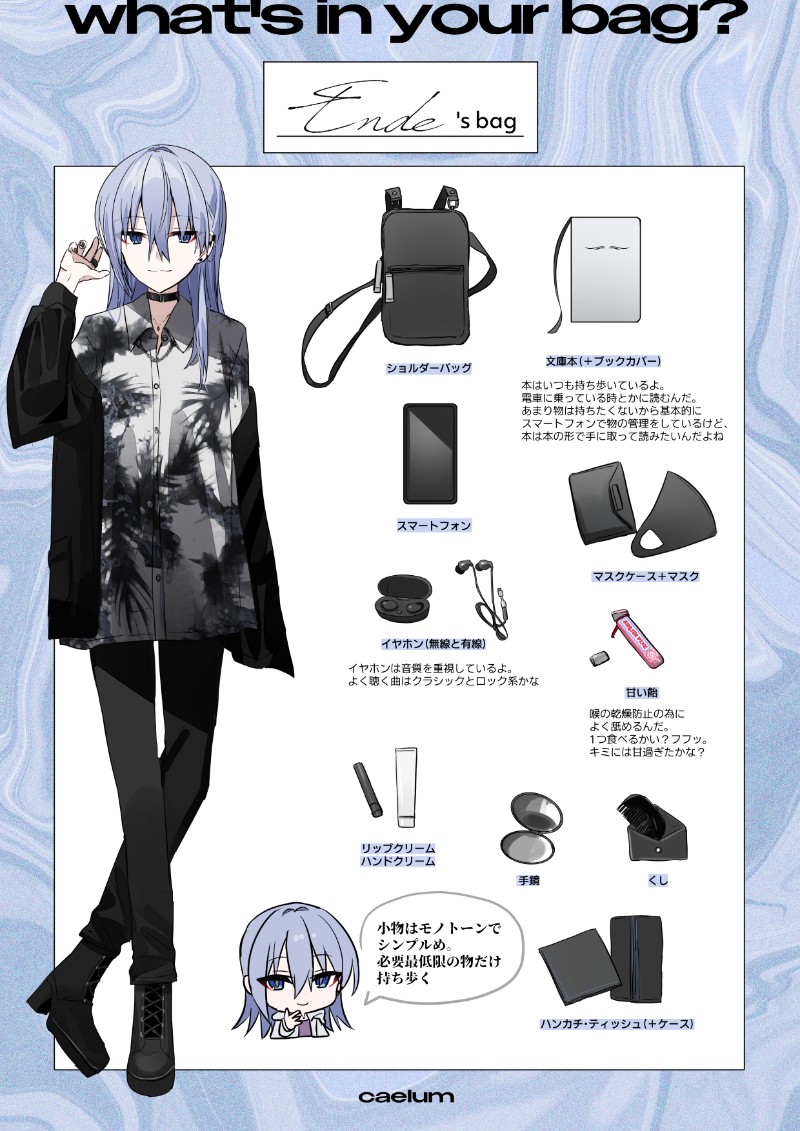 what's in your bag?
Ende 's bag
ショルダーバッグ
文庫本(＋ブックカバー)
本はいつも持ち歩いているよ。
電車に乗っている時とかに読むんだ。
あまり物は持ちたくないから基本的に
スマートフォンで物の管理をしているけど、
本は本の形で手に取って読みたいんだよね
スマートフォン
マスクケース＋マスク
イヤホン(無線と有線)
イヤホンは音質を重視しているよ。
よく聴く曲はクラシックとロック系かな
甘い飴
喉の乾燥防止の為に
よく舐めるんだ。
1つ食べるかい？フフッ。
キミには甘過ぎたかな？
リップクリーム
ハンドクリーム
手鏡
くし
小物はモノトーンで
シンプルめ。
必要最低限の物だけ
持ち歩く
ハンカチ・ティッシュ(＋ケース)
caelum